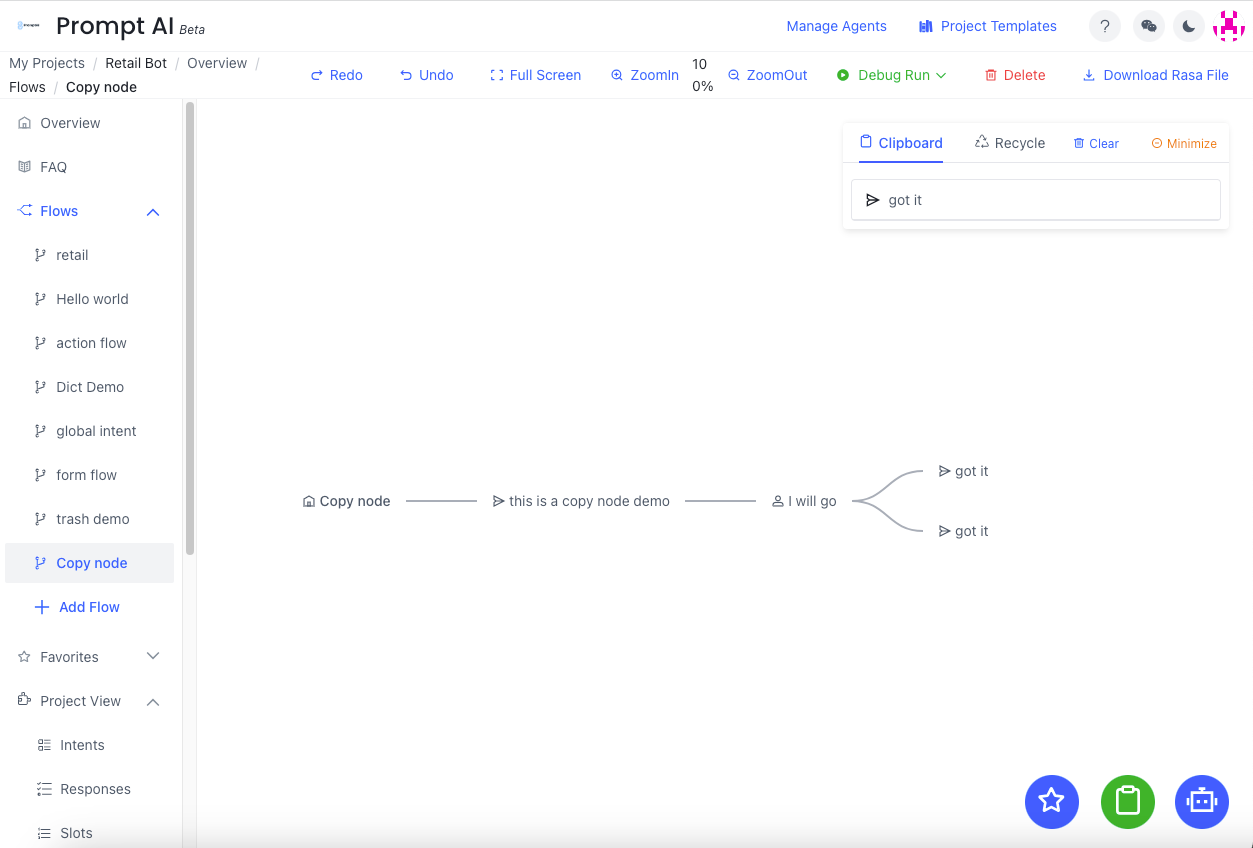 Prompt AI Beta
Manage Agents
Project Templates
?
My Projects / Retail Bot / Overview /
Flows / Copy node
Redo
Undo
Full Screen
ZoomIn
10
0%
ZoomOut
Debug Run
Delete
Download Rasa File
Overview
FAQ
Flows
retail
Hello world
action flow
Dict Demo
global intent
form flow
trash demo
Copy node
Add Flow
Favorites
Project View
Intents
Responses
Slots
Clipboard
Recycle
Clear
Minimize
got it
Copy node
this is a copy node demo
I will go
got it
got it